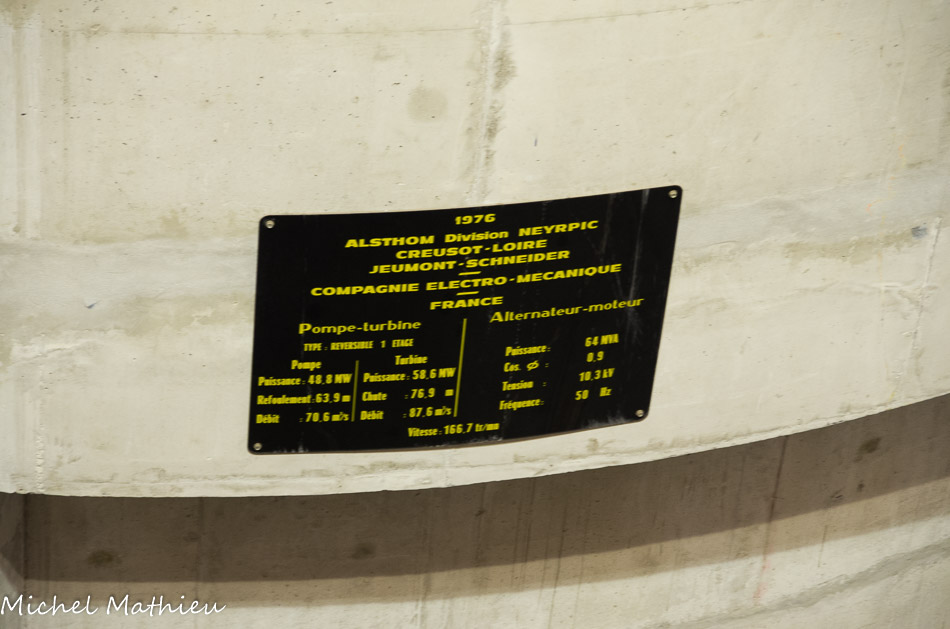 1976
ALSTHOM Division NEYRPIC
CREUSOT-LOIRE
JEUMONT-SCHNEIDER
COMPAGNIE ELECTRO-MECANIQUE
FRANCE
Pompe-turbine
TYPE : REVERSIBLE 1 ETAGE
Pompe
Puissance : 48,8 MW
Refoulement : 63,9 m
Débit : 70,6 m³/s
Turbine
Puissance : 58,6 MW
Chute : 76,9 m
Débit : 87,6 m³/s
Vitesse : 166,7 tr/mn
Alternateur-moteur
Puissance : 64 MVA
Cos. φ : 0,9
Tension : 10,3 kV
Fréquence : 50 Hz
Michel Mathieu